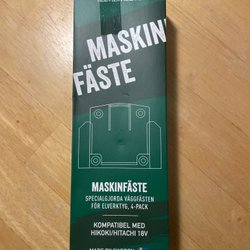 MASKIN
FÄSTE
MASKINFÄSTE
SPECIALGJORDA VÄGGFÄSTEN
FÖR ELVERKTYG, 4-PACK
KOMPATIBEL MED
HIKOKI/HITACHI 18V